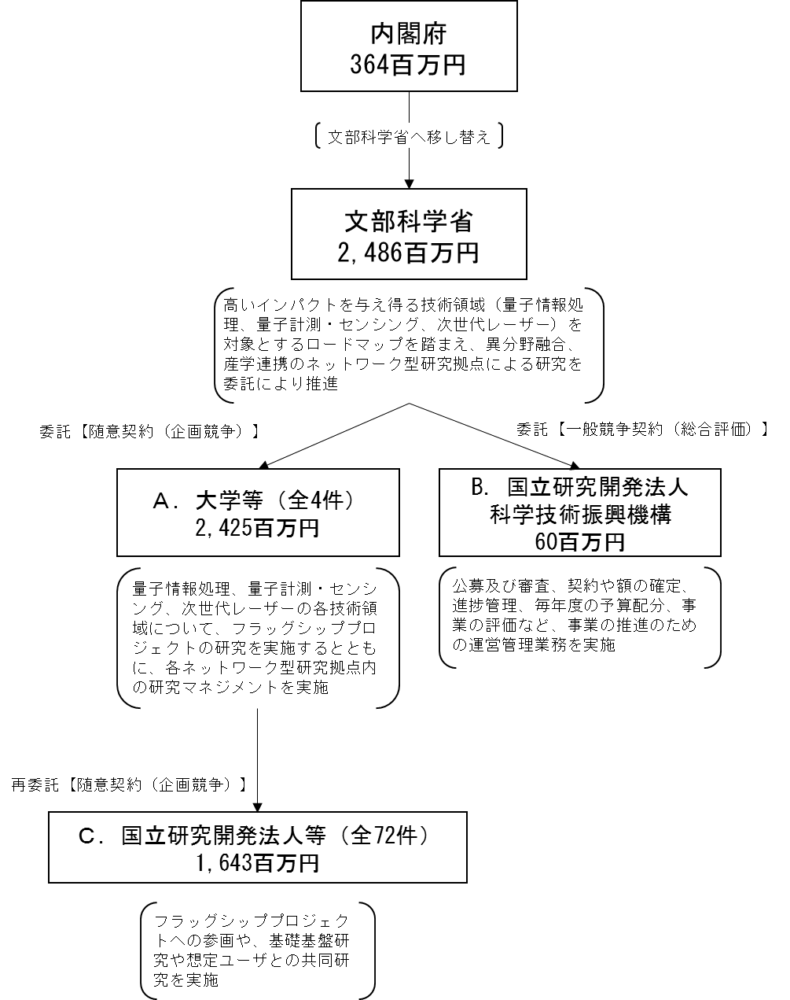 内閣府
364百万円
文部科学省へ移し替え
文部科学省
2,486百万円
高いインパクトを与え得る技術領域（量子情報処
理、量子計測・センシング、次世代レーザー）を
対象とするロードマップを踏まえ、異分野融合、
産学連携のネットワーク型研究拠点による研究を
委託により推進
委託【随意契約（企画競争）】
委託【一般競争契約（総合評価）】
Ａ．大学等（全4件）
2,425百万円
B. 国立研究開発法人
科学技術振興機構
60百万円
量子情報処理、量子計測・センシ
ング、次世代レーザーの各技術領
域について、フラッグシッププロ
ジェクトの研究を実施するととも
に、各ネットワーク型研究拠点内
の研究マネジメントを実施
公募及び審査、契約や額の確定、
進捗管理、毎年度の予算配分、事
業の評価など、事業の推進のため
の運営管理業務を実施
再委託【随意契約（企画競争）】
Ｃ．国立研究開発法人等（全72件）
1,643百万円
フラッグシッププロジェク
トへの参画や、基礎基盤研
究や想定ユーザとの共同研
究を実施